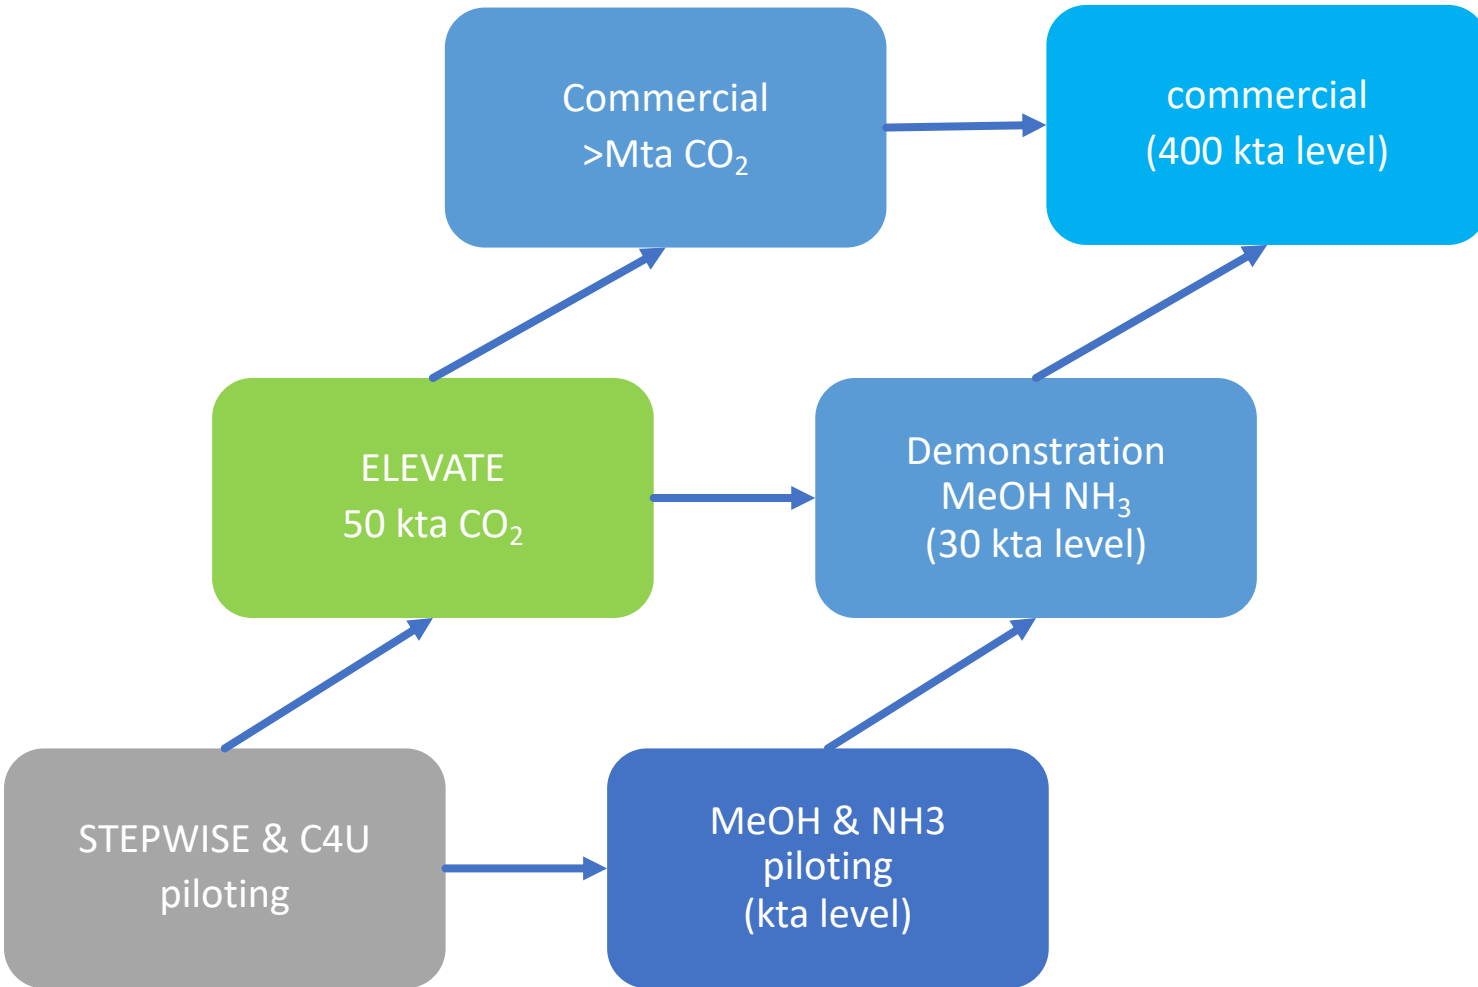 Commercial
>Mta CO₂
commercial
(400 kta level)
ELEVATE
50 kta CO₂
Demonstration
MeOH NH₃
(30 kta level)
STEPWISE & C4U
piloting
MeOH & NH3
piloting
(kta level)